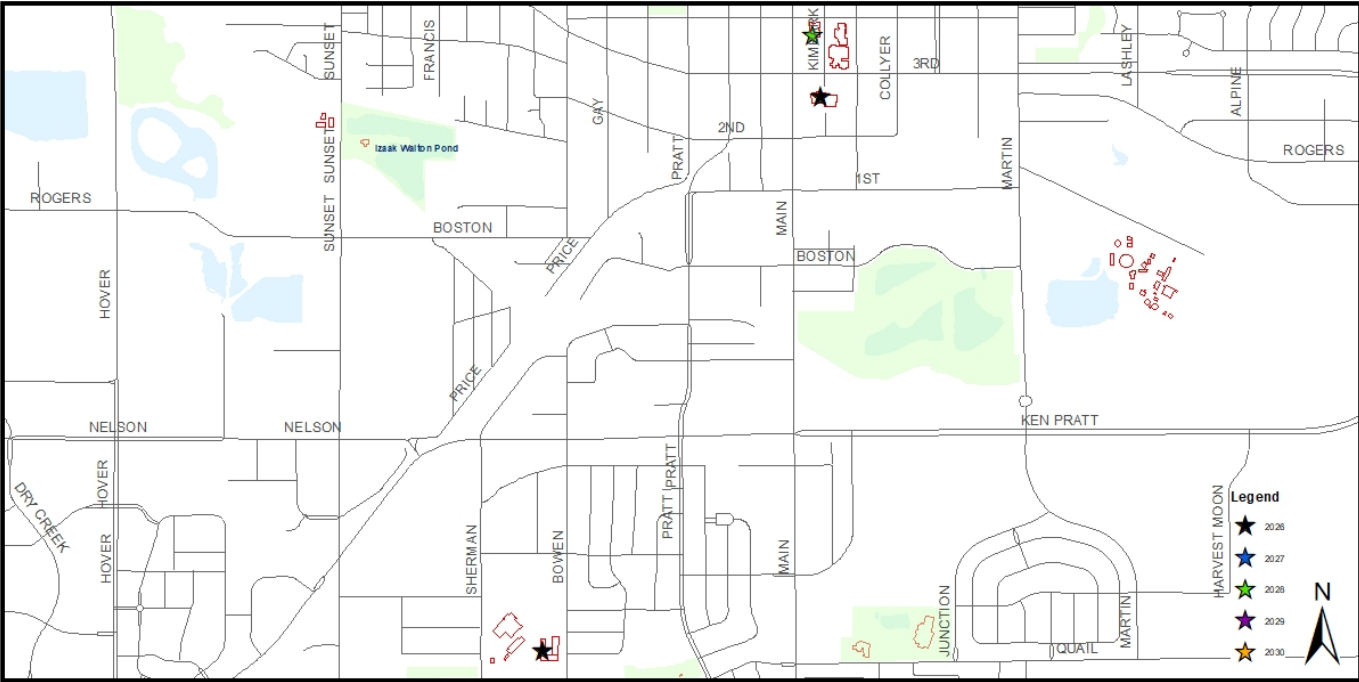 SUNSET
FRANCIS
KIMBARK
COLLYER
3RD
LASHLEY
ALPINE
GAY
2ND
PRATT
SUNSET
Izaak Walton Pond
MARTIN
ROGERS
1ST
ROGERS
SUNSET
BOSTON
MAIN
PRICE
BOSTON
HOVER
PRICE
NELSON
NELSON
KEN PRATT
HOVER
PRATT
PRATT
DRY CREEK
HOVER
SHERMAN
BOWEN
MAIN
HARVEST MOON
JUNCTION
MARTIN
QUAIL
Legend
2026
2027
2028
2029
2030
N